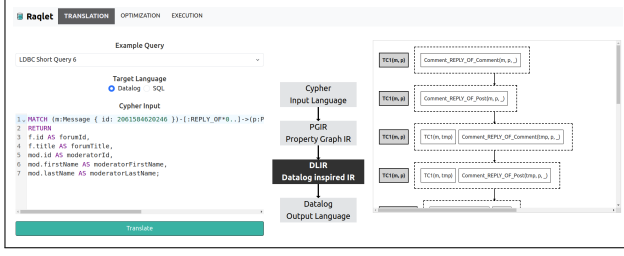 Raqlet TRANSLATION OPTIMIZATION EXECUTION
Example Query
LDBC Short Query 6
Target Language
Datalog SQL
Cypher Input
1 MATCH (m:Message { id: 2061584620246 })-[:REPLY_OF*0..]->(p:P
2 RETURN
3 f.id AS forumId,
4 f.title AS forumTitle,
5 mod.id AS moderatorId,
6 mod.firstName AS moderatorFirstName,
7 mod.lastName AS moderatorLastName;
Translate
Cypher
Input Language
PGIR
Property Graph IR
DLIR
Datalog inspired IR
Datalog
Output Language
TC1(m, p) Comment_REPLY_OF_Comment(m, p, _)
TC1(m, p) Comment_REPLY_OF_Post(m, p, _)
TC1(m, p) TC1(m, tmp) Comment_REPLY_OF_Comment(tmp, p, _)
TC1(m, p) TC1(m, tmp) Comment_REPLY_OF_Post(tmp, p, _)